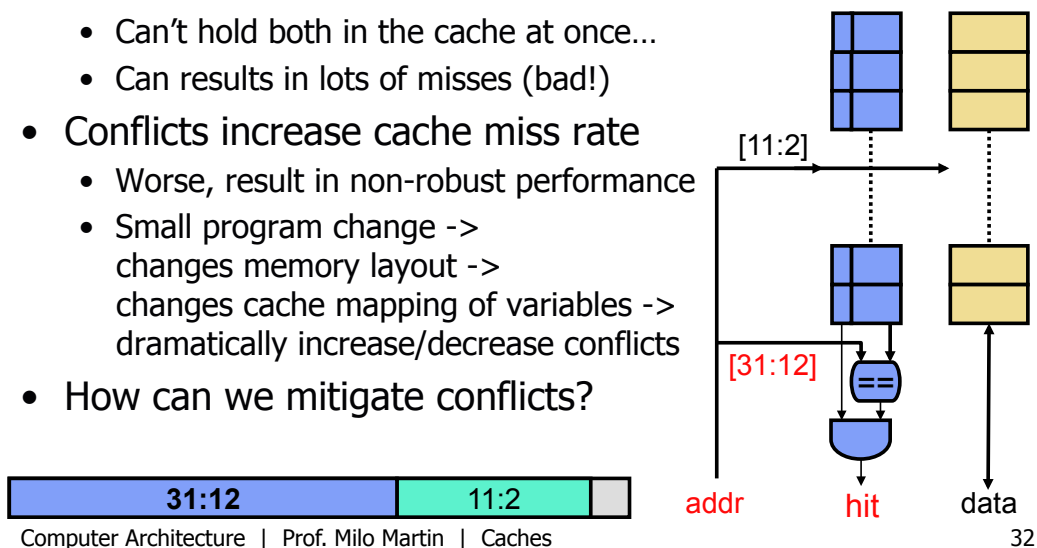 • Can't hold both in the cache at once…
• Can results in lots of misses (bad!)
• Conflicts increase cache miss rate
• Worse, result in non-robust performance
• Small program change ->
changes memory layout ->
changes cache mapping of variables ->
dramatically increase/decrease conflicts
• How can we mitigate conflicts?
[11:2]
[31:12]
==
addr
hit
data
31:12
11:2
Computer Architecture | Prof. Milo Martin | Caches
32